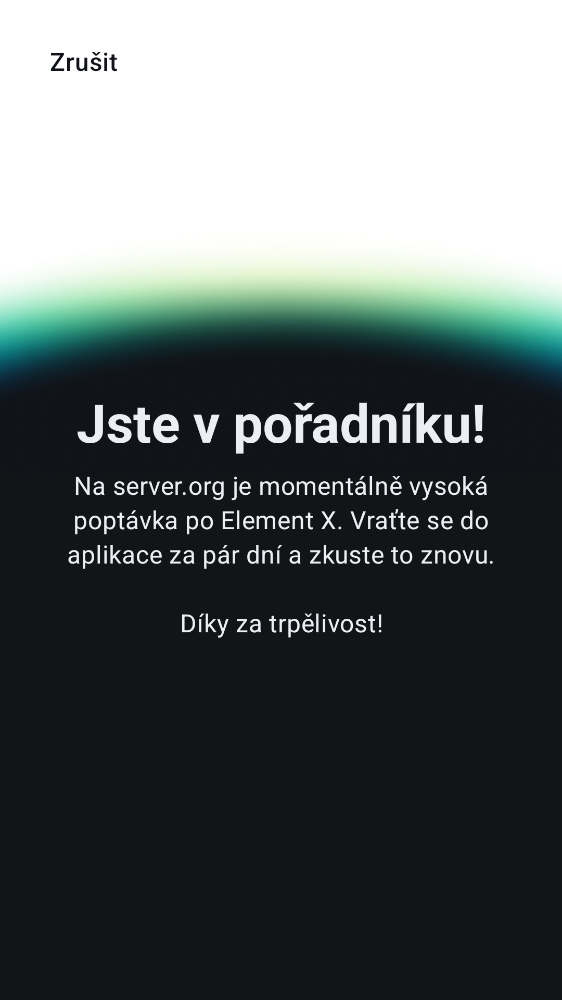 Zrušit
Jste v pořadníku!
Na server.org je momentálně vysoká
poptávka po Element X. Vraťte se do
aplikace za pár dní a zkuste to znovu.
Díky za trpělivost!